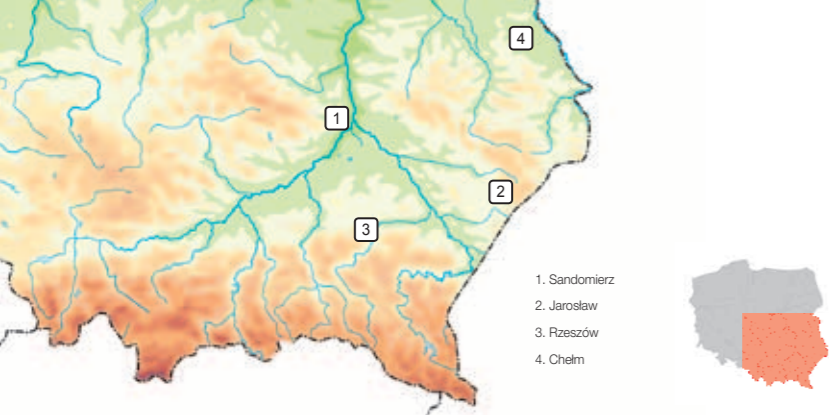 4
1
2
3
1. Sandomierz
2. Jarosław
3. Rzeszów
4. Chełm